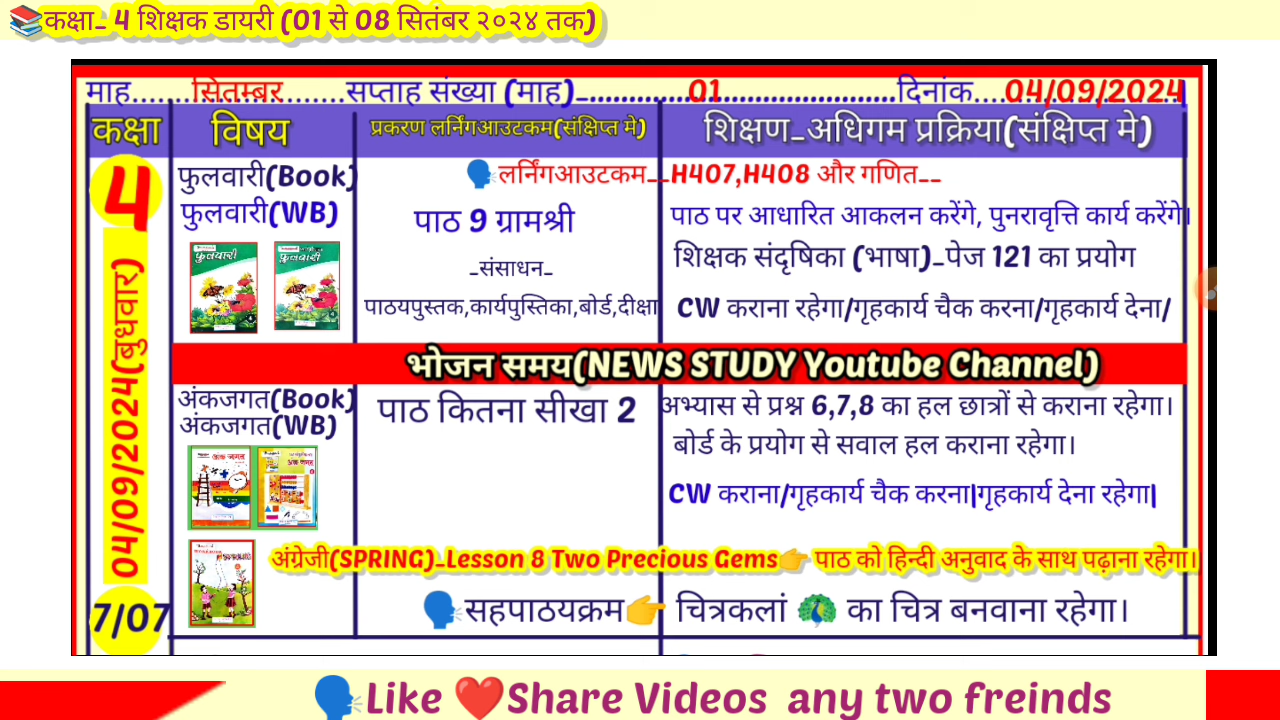 📚कक्षा- 4 शिक्षक डायरी (01 से 08 सितंबर २०२४ तक)
माह.......सितम्बर.......सप्ताह संख्या (माह)-............01....................दिनांक....04/09/2024
कक्षा विषय प्रकरण लर्निंगआउटकम(संक्षिप्त मे) शिक्षण-अधिगम प्रक्रिया(संक्षिप्त मे)
4
04/09/2024(बुधवार)
7/07
फुलवारी(Book)
फुलवारी(WB)
फुलवारी
फुलवारी
🗣️लर्निंगआउटकम--H407,H408 और गणित--
पाठ 9 ग्रामश्री
-संसाधन-
पाठयपुस्तक,कार्यपुस्तिका,बोर्ड,दीक्षा
पाठ पर आधारित आकलन करेंगे, पुनरावृत्ति कार्य करेंगे।
शिक्षक संदृषिका (भाषा)-पेज 121 का प्रयोग
CW कराना रहेगा/गृहकार्य चैक करना/गृहकार्य देना/
भोजन समय(NEWS STUDY Youtube Channel)
अंकजगत(Book)
अंकजगत(WB)
अंक जगत
अंक जगत
पाठ कितना सीखा 2
अभ्यास से प्रश्न 6,7,8 का हल छात्रों से कराना रहेगा।
बोर्ड के प्रयोग से सवाल हल कराना रहेगा।
CW कराना/गृहकार्य चैक करना|गृहकार्य देना रहेगा|
अंग्रेजी(SPRING)-Lesson 8 Two Precious Gems👉 पाठ को हिन्दी अनुवाद के साथ पढ़ाना रहेगा।
🗣️सहपाठयक्रम👉 चित्रकलां 🦚 का चित्र बनवाना रहेगा।
🗣️Like ❤️Share Videos any two freinds